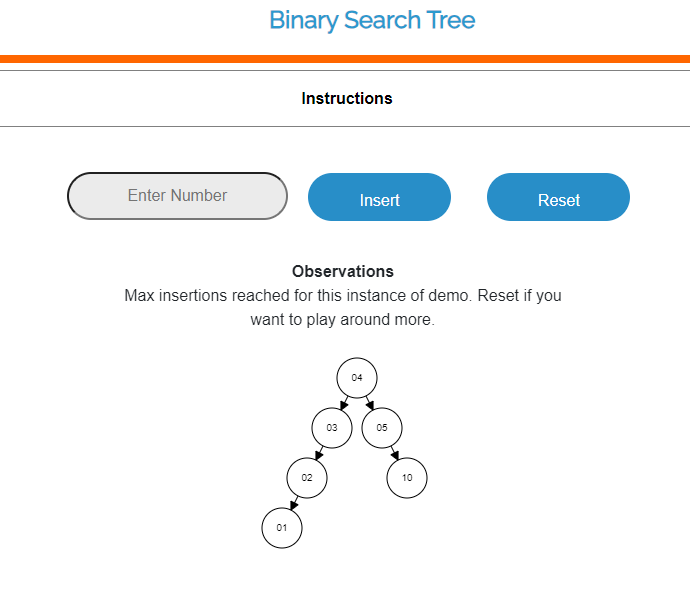 Binary Search Tree
Instructions
Enter Number
Insert
Reset
Observations
Max insertions reached for this instance of demo. Reset if you
want to play around more.
04
03
05
02
10
01